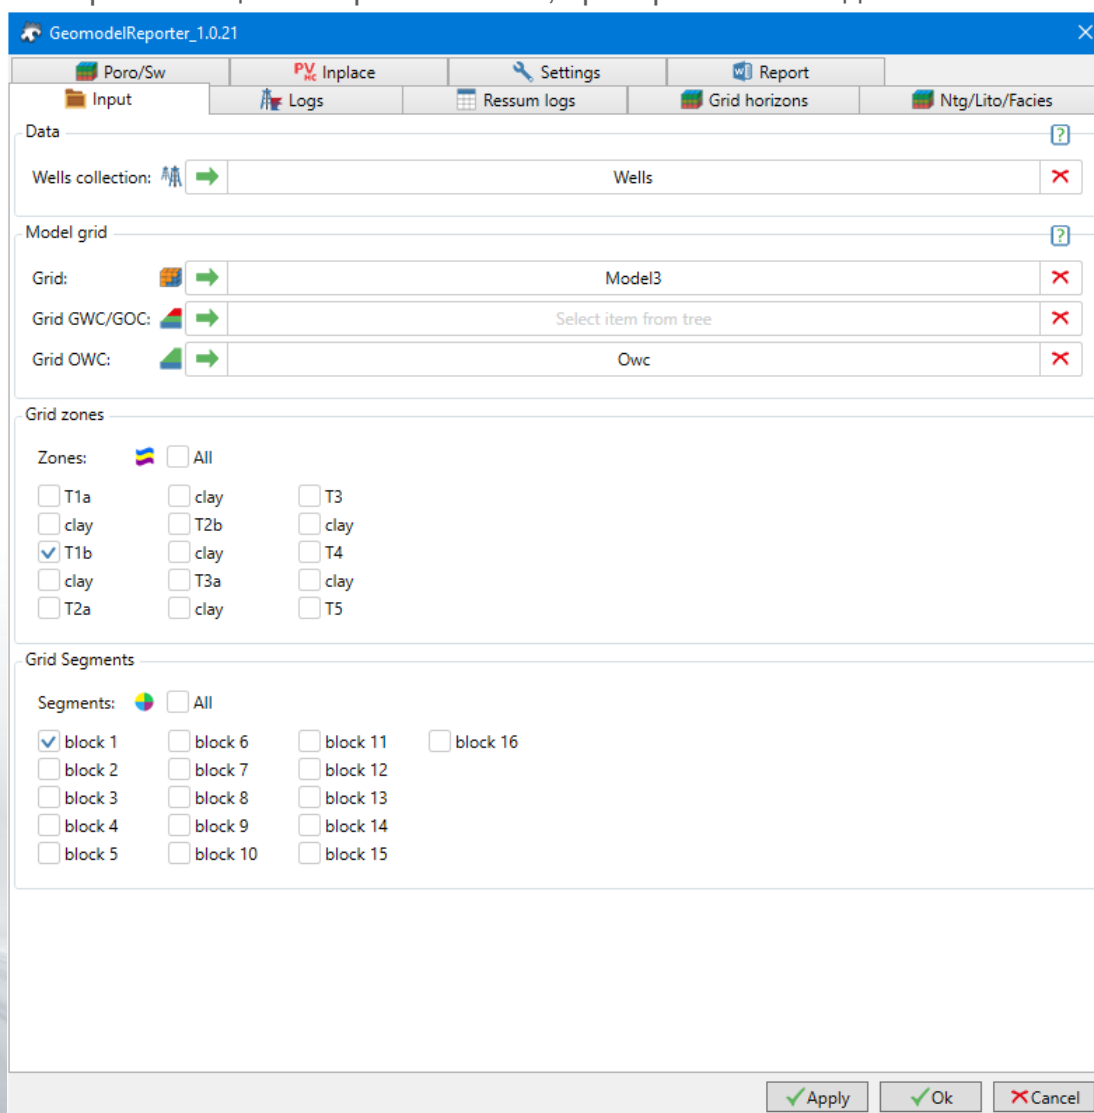 GeomodelReporter_1.0.21
Poro/Sw PV HC Inplace Settings Report
Input Logs Ressum logs Grid horizons Ntg/Lito/Facies
Data
Wells collection: Wells
Model grid
Grid: Model3
Grid GWC/GOC: Select item from tree
Grid OWC: Owc
Grid zones
Zones: All
T1a clay T3
clay T2b clay
T1b clay T4
clay T3a clay
T2a clay T5
Grid Segments
Segments: All
block 1 block 6 block 11 block 16
block 2 block 7 block 12
block 3 block 8 block 13
block 4 block 9 block 14
block 5 block 10 block 15
Apply Ok Cancel